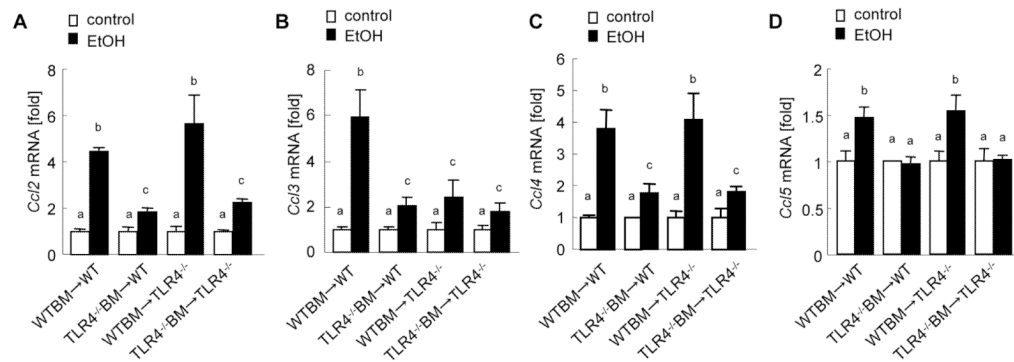 A
control
EtOH
Ccl2 mRNA [fold]
8
6
4
2
0
a
b
a
c
a
b
a
c
WTBM→WT
TLR4-/-BM→WT
WTBM→TLR4-/-
TLR4-/-BM→TLR4-/-
B
control
EtOH
Ccl3 mRNA [fold]
8
6
4
2
0
a
b
a
c
a
c
a
c
WTBM→WT
TLR4-/-BM→WT
WTBM→TLR4-/-
TLR4-/-BM→TLR4-/-
C
control
EtOH
Ccl4 mRNA [fold]
6
5
4
3
2
1
0
a
b
a
c
a
b
a
c
WTBM→WT
TLR4-/-BM→WT
WTBM→TLR4-/-
TLR4-/-BM→TLR4-/-
D
control
EtOH
Ccl5 mRNA [fold]
2
1.5
1
0.5
0
a
b
a
a
a
b
a
a
WTBM→WT
TLR4-/-BM→WT
WTBM→TLR4-/-
TLR4-/-BM→TLR4-/-